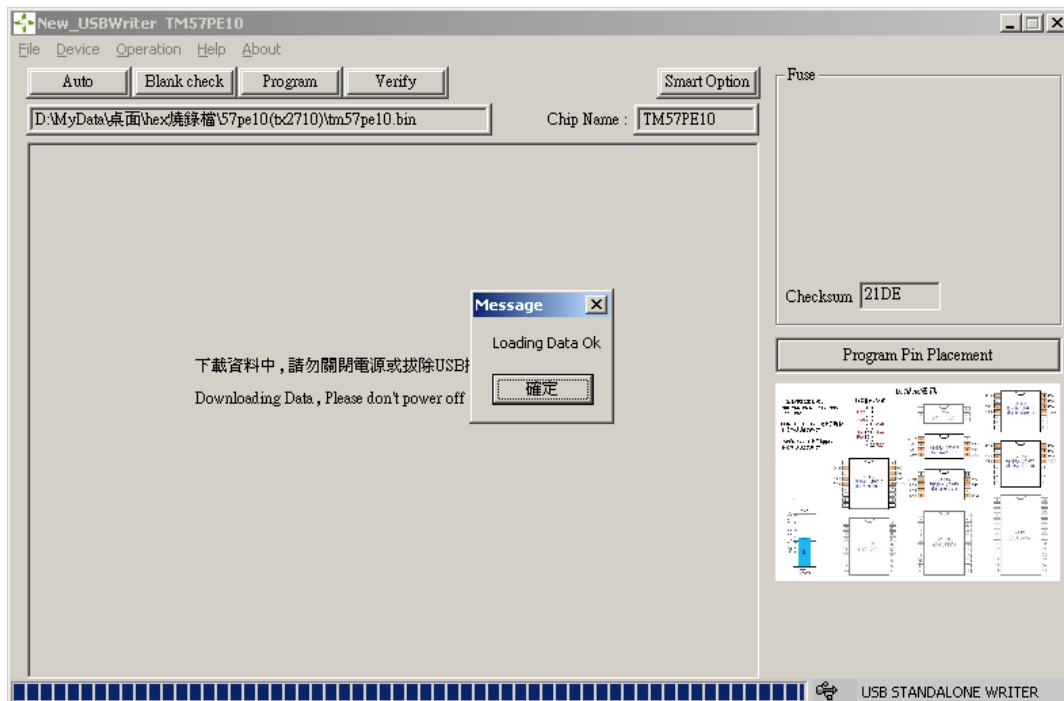 New_USBWriter TM57PE10
File Device Operation Help About
Auto Blank check Program Verify Smart Option
D:\MyData\桌面\hex燒錄檔\57pe10(tx2710)\tm57pe10.bin Chip Name : TM57PE10
Fuse
Checksum 21DE
Message
Loading Data Ok
確定
下載資料中 , 請勿關閉電源或拔除USB
Downloading Data , Please don't power off
Program Pin Placement
USB STANDALONE WRITER